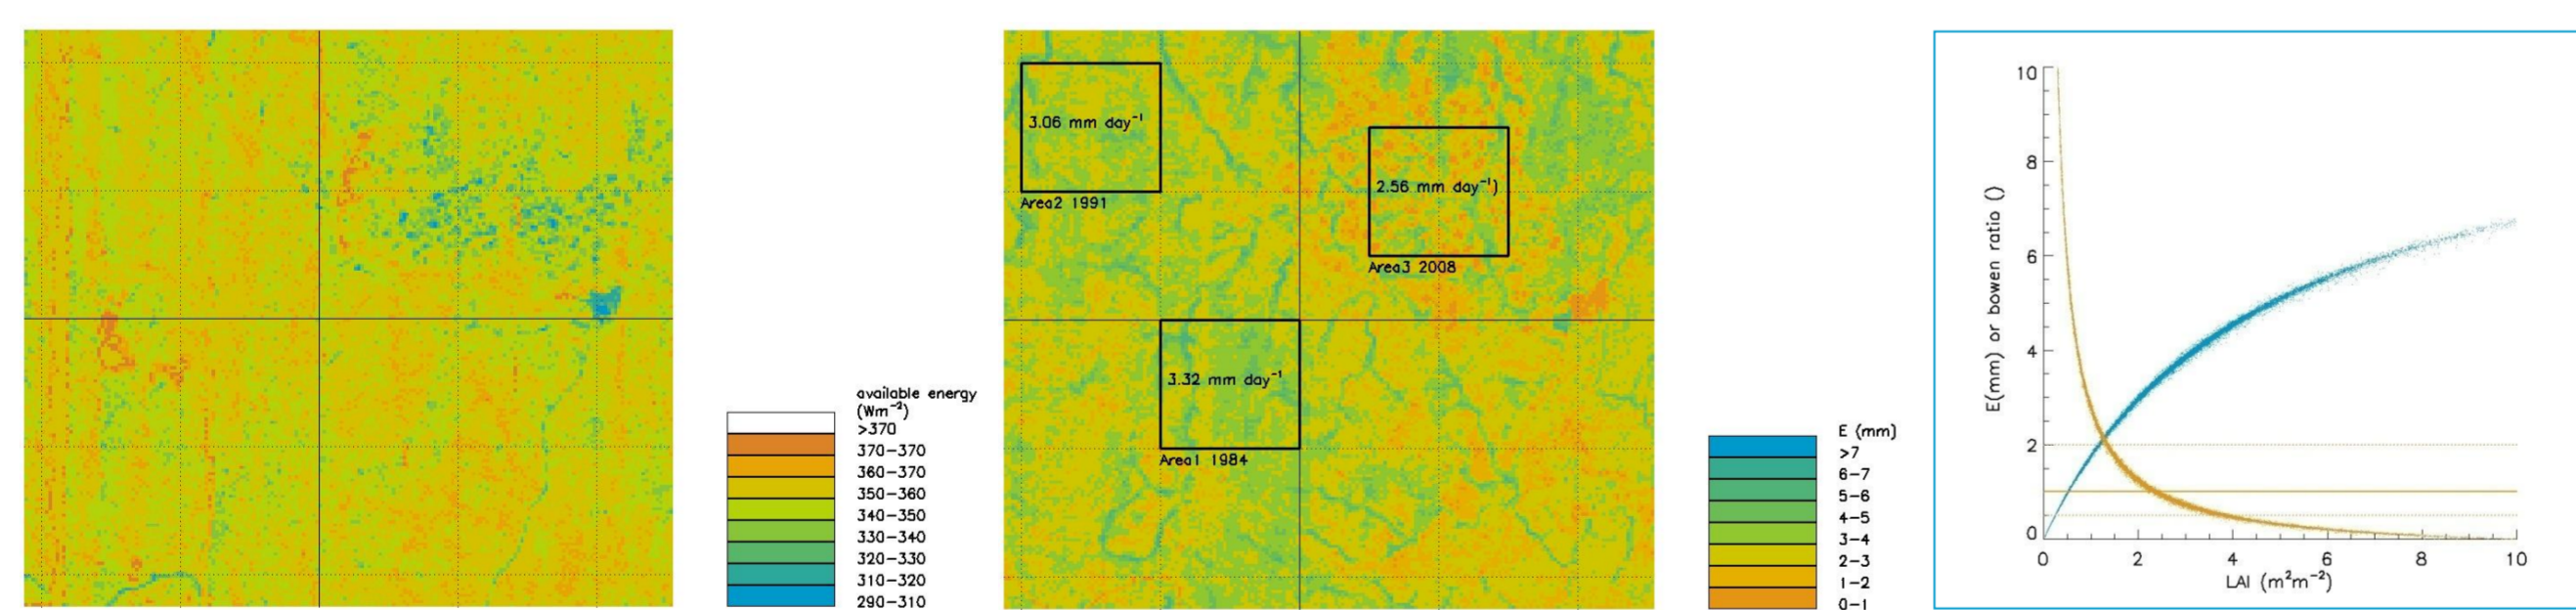 available energy
(Wm⁻²)
>370
370–370
360–370
350–360
340–350
330–340
320–330
310–320
290–310
3.06 mm day⁻¹
Area2 1991
2.56 mm day⁻¹)
Area3 2008
3.32 mm day⁻¹
Area1 1984
E (mm)
>7
6–7
5–6
4–5
3–4
2–3
1–2
0–1
E(mm) or bowen ratio ()
10
8
6
4
2
0
0 2 4 6 8 10
LAI (m²m⁻²)